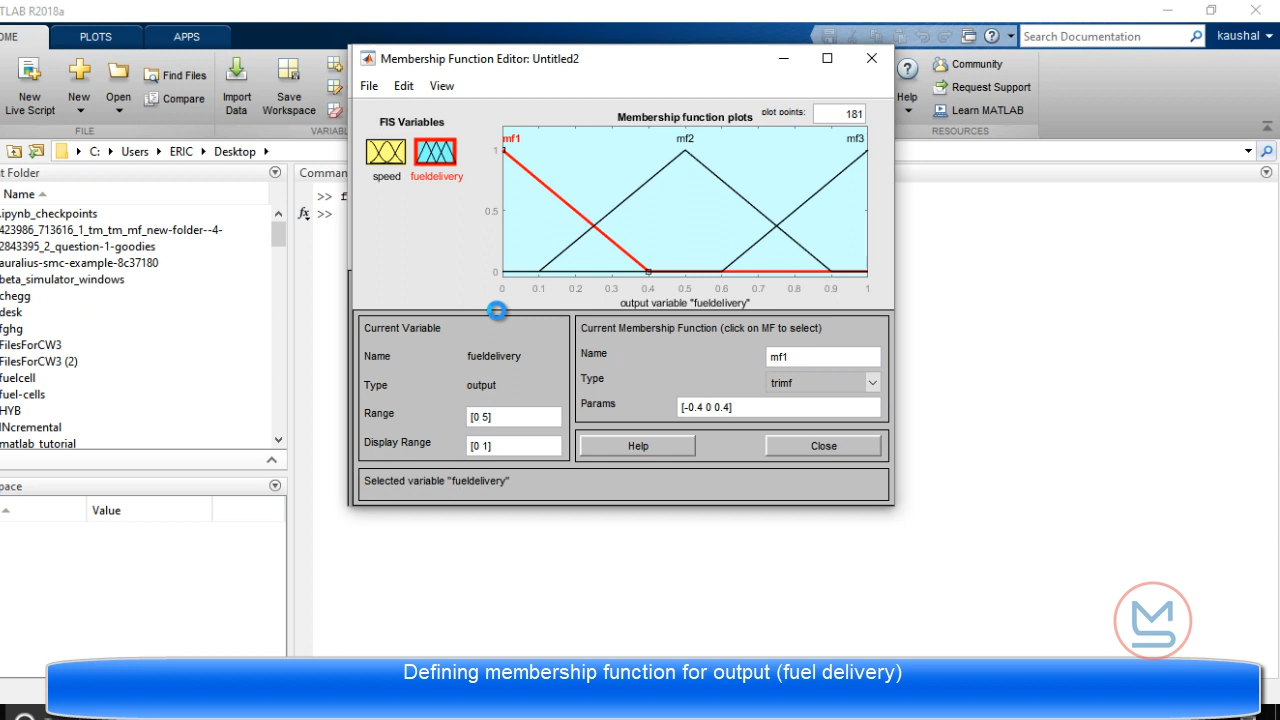 TLAB R2018a
OME
PLOTS
APPS
Search Documentation
kaushal
New
Live Script
New
Open
Find Files
Compare
Import
Data
Save
Workspace
FILE
VARIABL
Help
Community
Request Support
Learn MATLAB
RESOURCES
C:
Users
ERIC
Desktop
t Folder
Name
.ipynb_checkpoints
423986_713616_1_tm_tm_mf_new-folder--4-
2843395_2_question-1-goodies
auralius-smc-example-8c37180
beta_simulator_windows
chegg
desk
fghg
FilesForCW3
FilesForCW3 (2)
fuelcell
fuel-cells
HYB
INcremental
matlab tutorial
pace
Value
Comman
>> f
fx >>
Membership Function Editor: Untitled2
File
Edit
View
FIS Variables
speed
fueldelivery
Membership function plots
plot points:
181
mf1
mf2
mf3
1
0.5
0
0 0.1 0.2 0.3 0.4 0.5 0.6 0.7 0.8 0.9 1
output variable "fueldelivery"
Current Variable
Name fueldelivery
Type output
Range [0 5]
Display Range [0 1]
Current Membership Function (click on MF to select)
Name mf1
Type trimf
Params [-0.4 0 0.4]
Help
Close
Selected variable "fueldelivery"
MS
Defining membership function for output (fuel delivery)